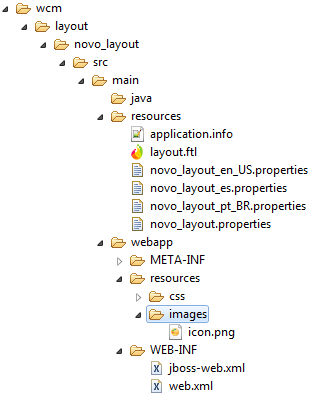 wcm
layout
novo_layout
src
main
java
resources
application.info
layout.ftl
novo_layout_en_US.properties
novo_layout_es.properties
novo_layout_pt_BR.properties
novo_layout.properties
webapp
META-INF
resources
css
images
icon.png
WEB-INF
jboss-web.xml
web.xml